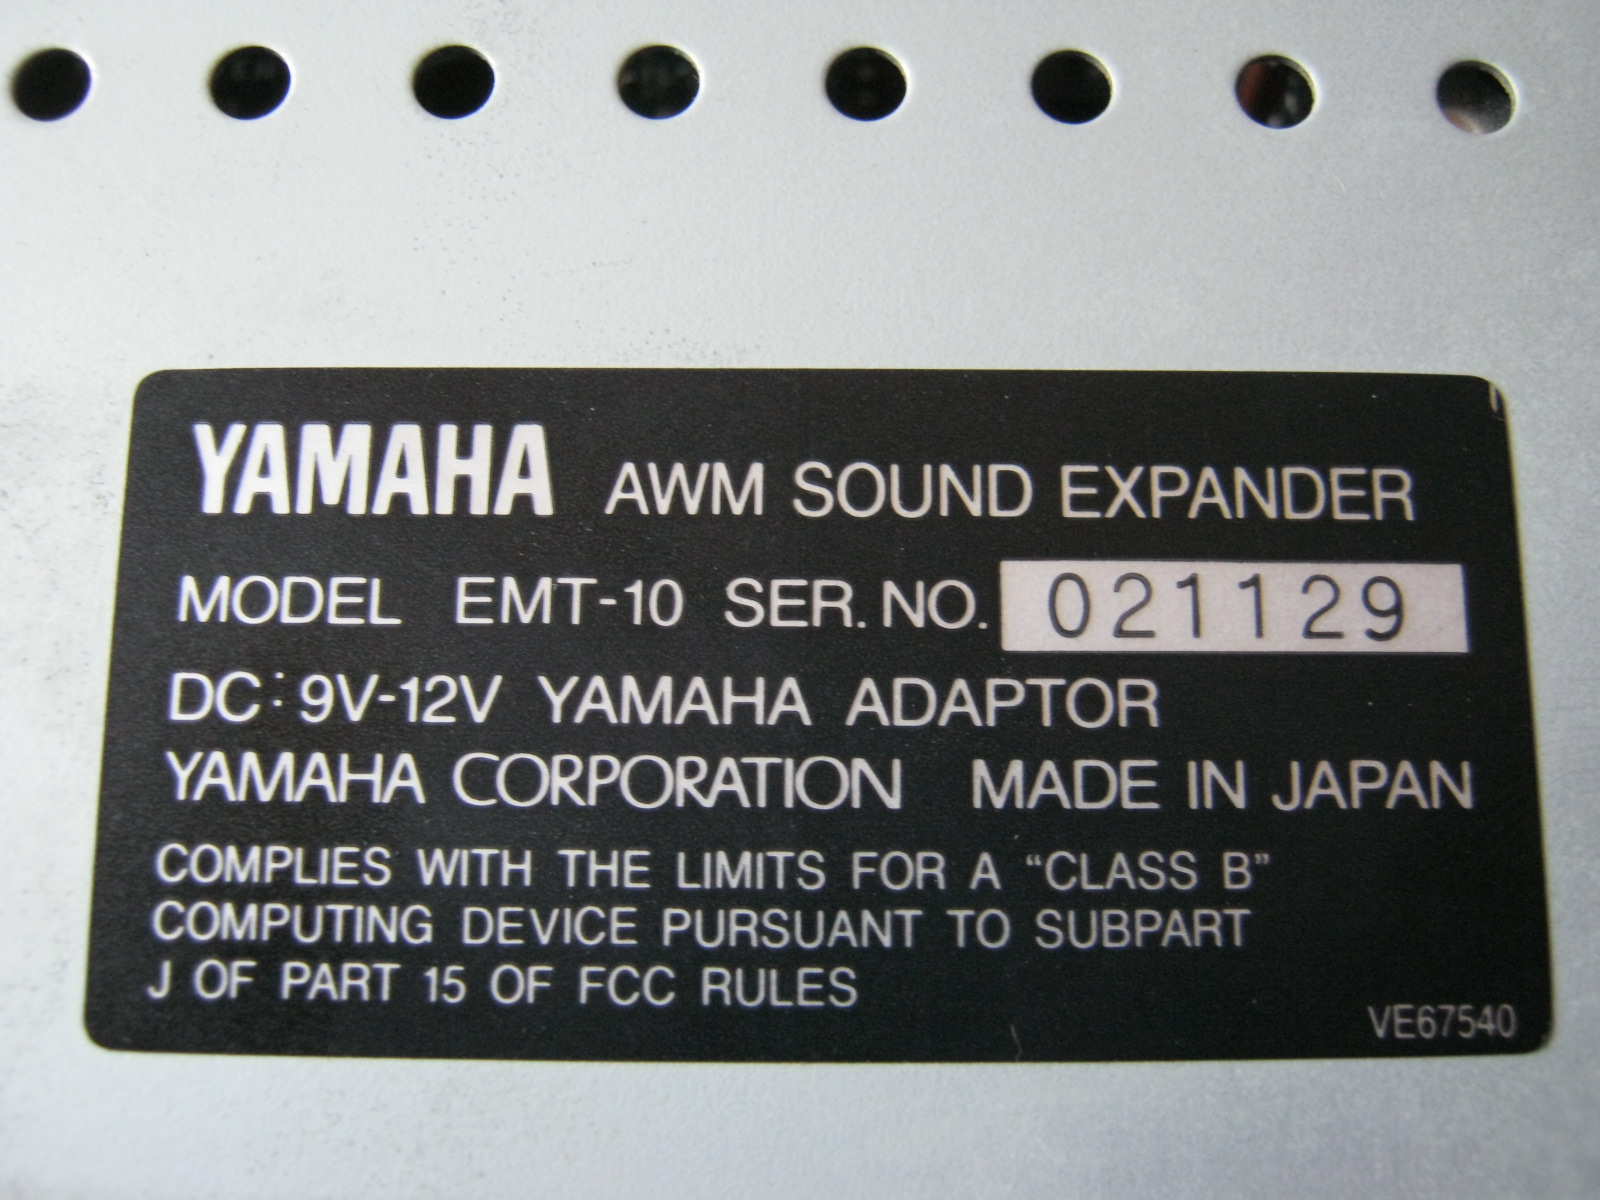 YAMAHA AWM SOUND EXPANDER
MODEL EMT-10 SER. NO. 021129
DC: 9V-12V YAMAHA ADAPTOR
YAMAHA CORPORATION MADE IN JAPAN
COMPLIES WITH THE LIMITS FOR A “CLASS B”
COMPUTING DEVICE PURSUANT TO SUBPART
J OF PART 15 OF FCC RULES
VE67540